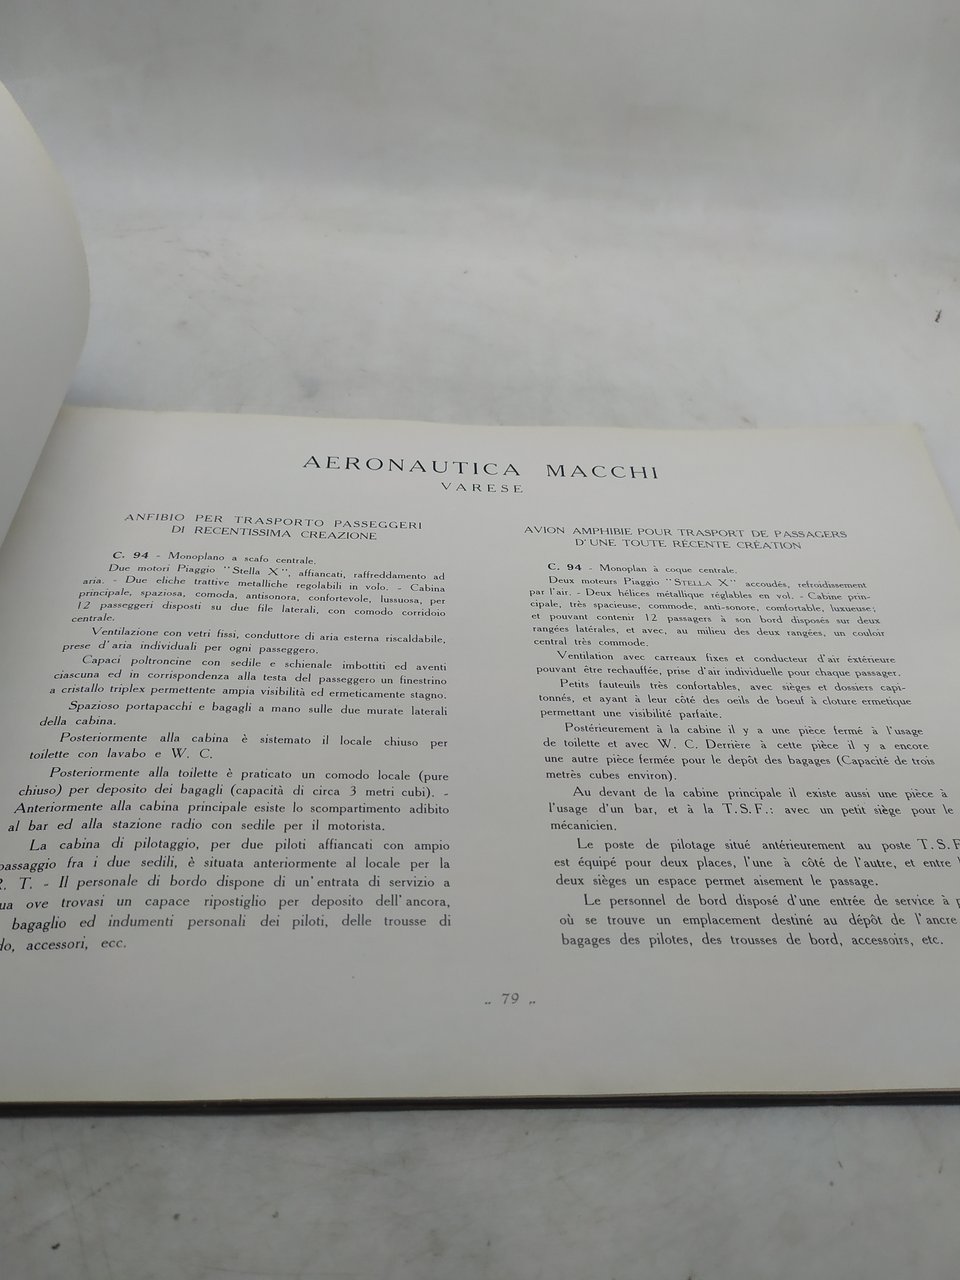 AERONAUTICA MACCHI
VARESE
ANFIBIO PER TRASPORTO PASSEGGERI
DI RECENTISSIMA CREAZIONE
C. 94 - Monoplano a scafo centrale.
Due motori Piaggio "Stella X", affiancati, raffreddamento ad
aria. - Due eliche trattive metalliche regolabili in volo. - Cabina
principale, spaziosa, comoda, antisonora, confortevole, lussuosa, per
12 passeggeri disposti su due file laterali, con comodo corridoio
centrale.
Ventilazione con vetri fissi, conduttore di aria esterna riscaldabile,
prese d'aria individuali per ogni passeggero.
Capaci poltroncine con sedile e schienale imbottiti ed aventi
ciascuna ed in corrispondenza alla testa del passeggero un finestrino
a cristallo triplex permettente ampia visibilità ed ermeticamente stagno.
Spazioso portapacchi e bagagli a mano sulle due murate laterali
della cabina.
Posteriormente alla cabina è sistemato il locale chiuso per
toilette con lavabo e W. C.
Posteriormente alla toilette è praticato un comodo locale (pure
chiuso) per deposito dei bagagli (capacità di circa 3 metri cubi). -
Anteriormente alla cabina principale esiste lo scompartimento adibito
al bar ed alla stazione radio con sedile per il motorista.
La cabina di pilotaggio, per due piloti affiancati con ampio
passaggio fra i due sedili, è situata anteriormente al locale per la
R. T. - Il personale di bordo dispone di un'entrata di servizio a
ua ove trovasi un capace ripostiglio per deposito dell'ancora,
bagaglio ed indumenti personali dei piloti, delle trousse di
do, accessori, ecc.
AVION AMPHIBIE POUR TRASPORT DE PASSAGERS
D'UNE TOUTE RÉCENTE CRÉATION
C. 94 - Monoplan à coque centrale.
Deux moteurs Piaggio "STELLA X" accoudés, refroidissement
par l'air. - Deux hélices métallique réglables en vol. - Cabine prin-
cipale, très spacieuse, commode, anti-sonore, comfortable, luxueuse;
et pouvant contenir 12 passagers à son bord disposés sur deux
rangées latérales, et avec, au milieu des deux rangées, un couloir
central très commode.
Ventilation avec carreaux fixes et conducteur d'air éxtérieure
pouvant être rechauffée, prise d'air individuelle pour chaque passager.
Petits fauteuils très confortables, avec sièges et dossiers capi-
tonnés, et ayant à leur côté des oeils de boeuf à cloture ermetique
permettant une visibilité parfaite.
Postérieurement à la cabine il y a une pièce fermé à l'usage
de toilette et avec W. C. Derrière à cette pièce il y a encore
une autre pièce fermée pour le depôt des bagages (Capacité de trois
metrès cubes environ).
Au devant de la cabine principale il existe aussi une pièce à
l'usage d'un bar, et à la T.S.F.: avec un petit siège pour le
mécanicien.
Le poste de pilotage situé antérieurement au poste T.S.F
est équipé pour deux places, l'une à côté de l'autre, et entre l
deux sièges un espace permet aisement le passage.
Le personnel de bord disposé d'une entrée de service à p
où se trouve un emplacement destiné au dépôt de l'ancre
bagages des pilotes, des trousses de bord, accessoirs, etc.
.. 79 ..